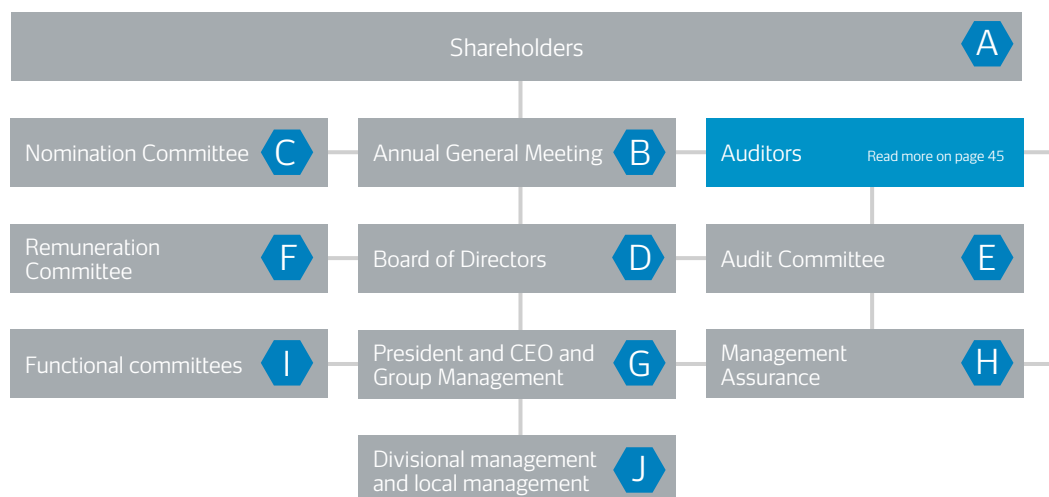 Shareholders A
Nomination Committee C
Annual General Meeting B
Auditors Read more on page 45
Remuneration
Committee F
Board of Directors D
Audit Committee E
Functional committees I
President and CEO and
Group Management G
Management
Assurance H
Divisional management
and local management J